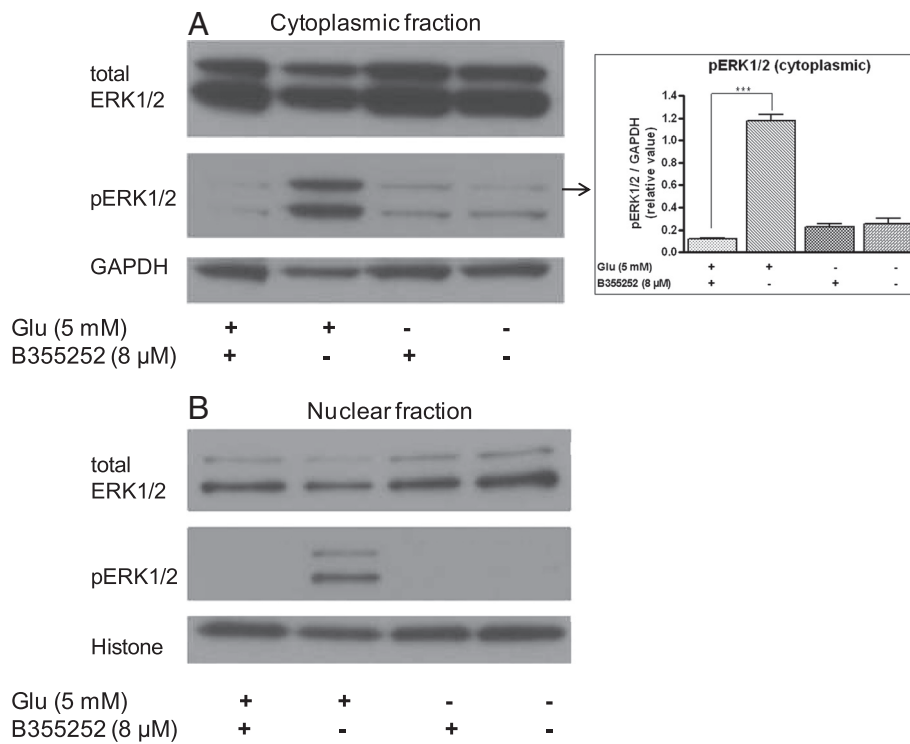 A Cytoplasmic fraction
total
ERK1/2
pERK1/2
GAPDH
Glu (5 mM) + + - -
B355252 (8 µM) + - + -
pERK1/2 (cytoplasmic)
***
pERK1/2 / GAPDH
(relative value)
1.4
1.2
1.0
0.8
0.6
0.4
0.2
0.0
Glu (5 mM) + + - -
B355252 (8 µM) + - + -
B Nuclear fraction
total
ERK1/2
pERK1/2
Histone
Glu (5 mM) + + - -
B355252 (8 µM) + - + -